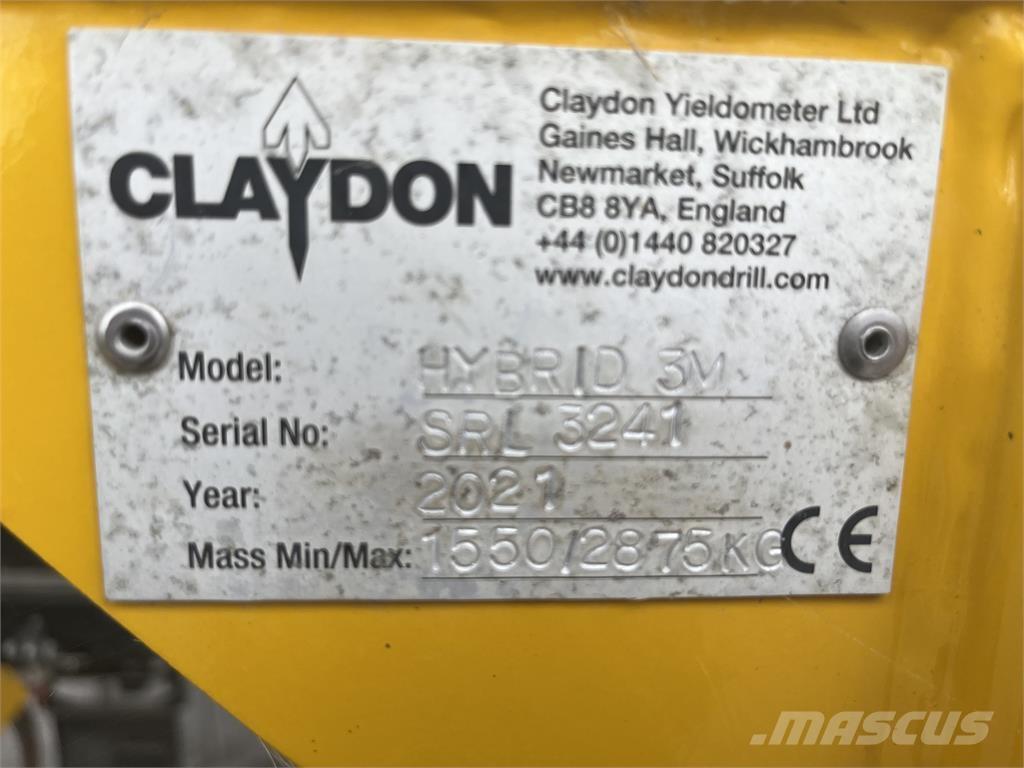 CLAYDON
Claydon Yieldometer Ltd
Gaines Hall, Wickhambrook
Newmarket, Suffolk
CB8 8YA, England
+44 (0)1440 820327
www.claydondrill.com
Model: HYBRID 3M
Serial No: SRL 3241
Year: 2021
Mass Min/Max: 1550/2875KG
CE
MASCUS